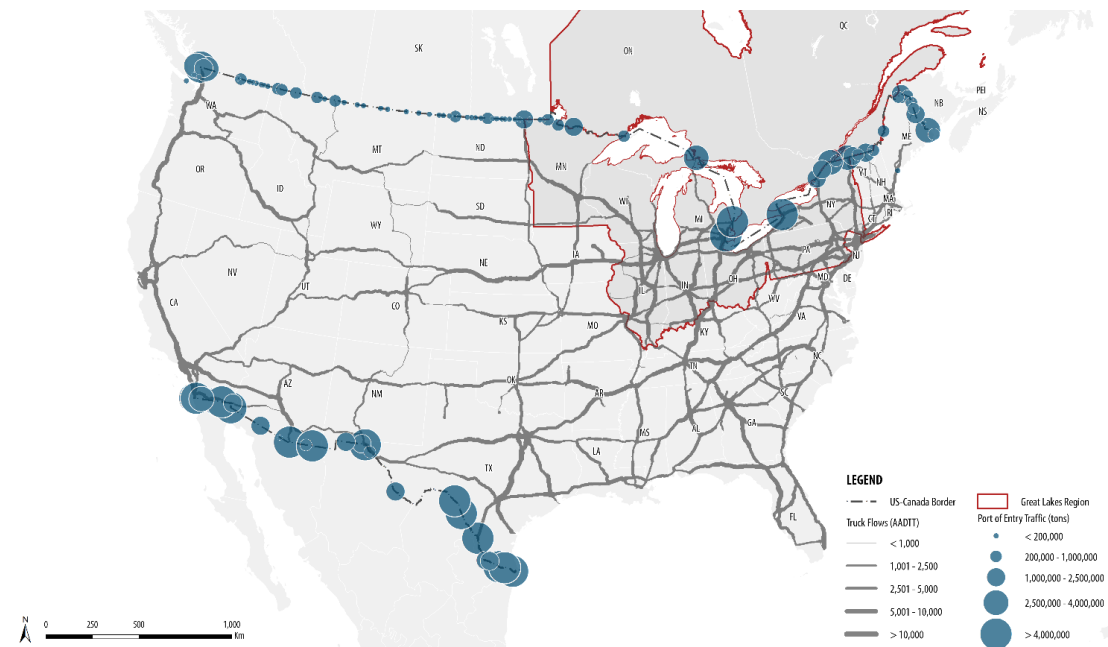 QC
ON
SK
PEI
NB
NS
WA
ME
MT
ND
MN
VT
NH
OR
ID
SD
WI
MI
NY
MA
CT
RI
WY
IA
PA
NJ
NV
UT
NE
IL
IN
OH
MD
DE
CA
CO
WV
KS
MO
VA
KY
AZ
NM
OK
AR
TN
NC
SC
MS
AL
GA
TX
LA
FL
LEGEND
US-Canada Border
Great Lakes Region
Truck Flows (AADTT)
Port of Entry Traffic (tons)
< 1,000
< 200,000
1,001 - 2,500
200,000 - 1,000,000
2,501 - 5,000
1,000,000 - 2,500,000
5,001 - 10,000
2,500,000 - 4,000,000
> 10,000
> 4,000,000
N
0 250 500 1,000
Km